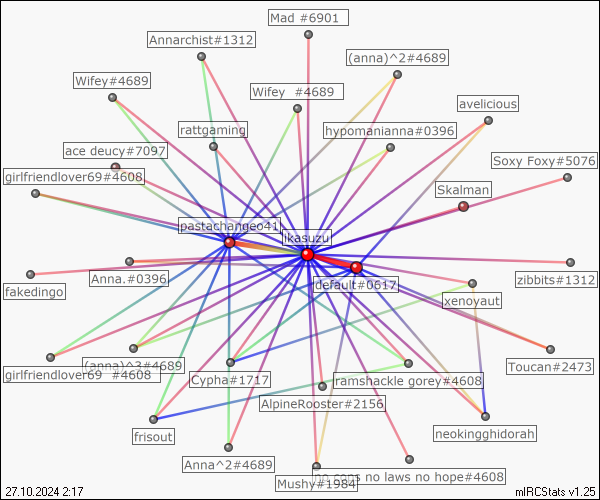 Mad #6901
Annarchist#1312
(anna)^2#4689
Wifey#4689
Wifey  #4689
avelicious
rattgaming
hypomanianna#0396
ace deucy#7097
Soxy Foxy#5076
girlfriendlover69#4608
Skalman
pastachangeo41
ikasuzu
Anna.#0396
fakedingo
default#0617
zibbits#1312
xenoyaut
(anna)^3#4689
Toucan#2473
girlfriendlover69  #4608
Cypha#1717
ramshackle gorey#4608
AlpineRooster#2156
frisout
neokingghidorah
Anna^2#4689
cops no laws no hope#4608
Mushy#1984
27.10.2024 2:17
mIRCStats v1.25